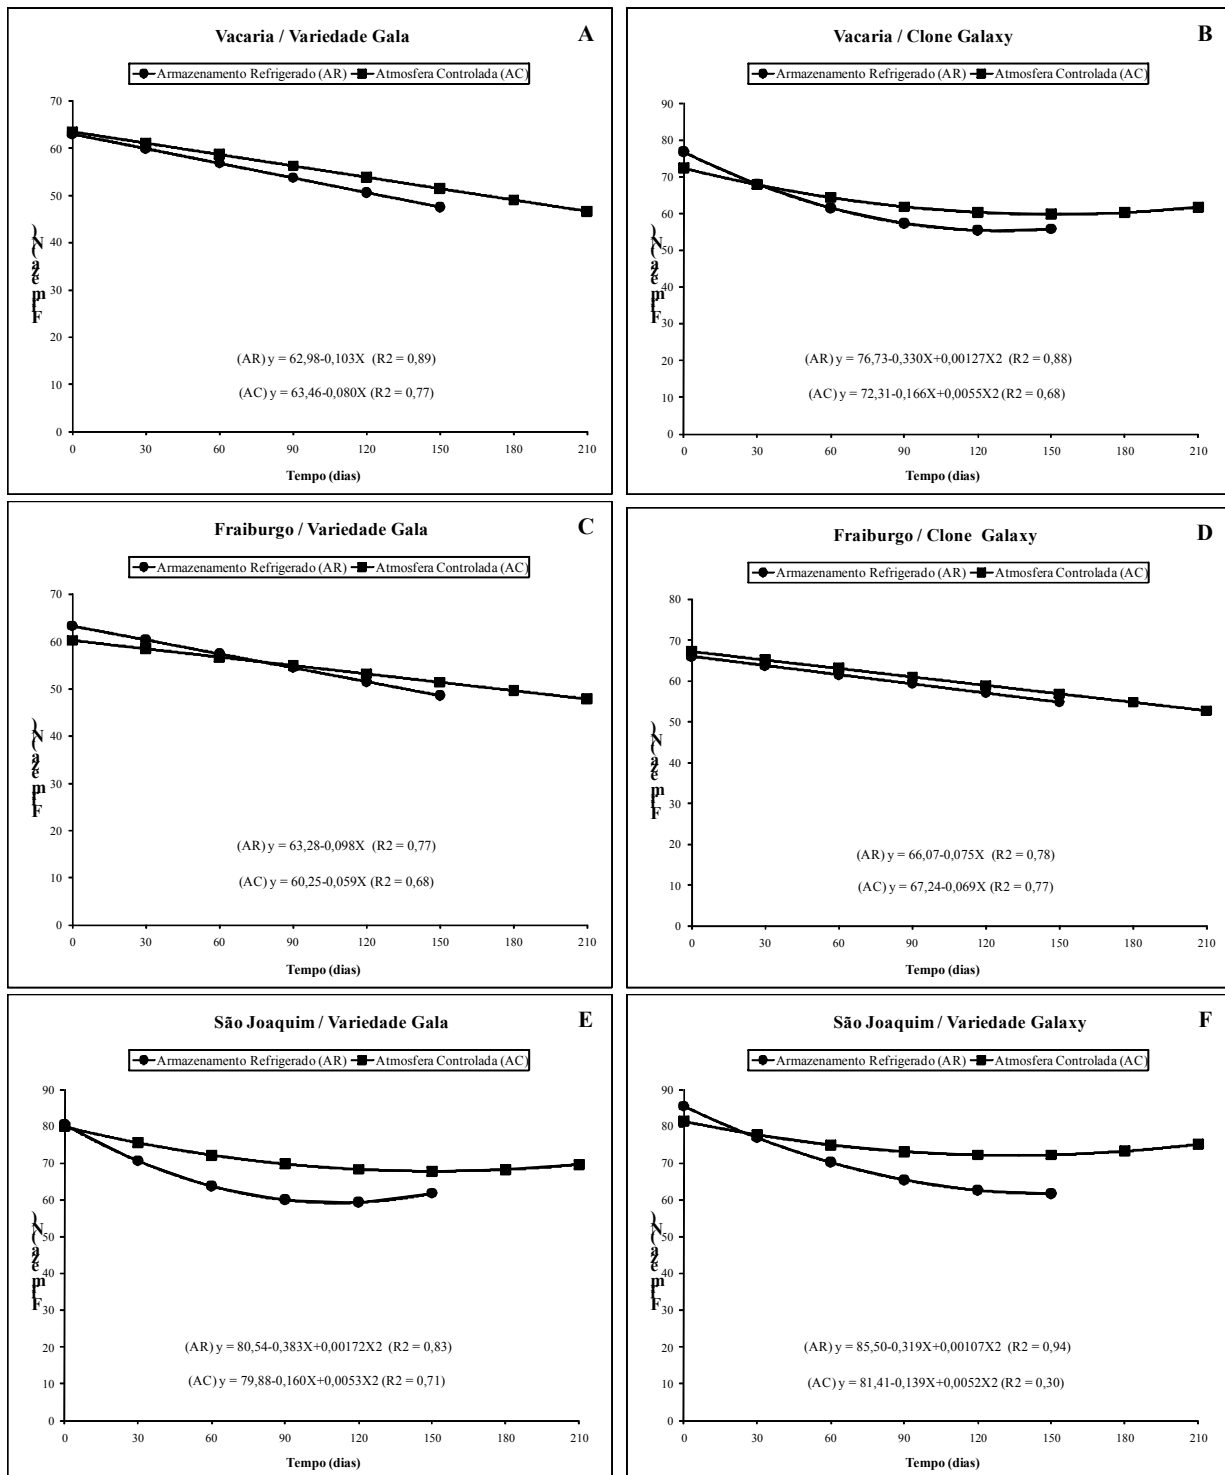 Vacaria / Variedade Gala A
Armazenamento Refrigerado (AR) Atmosfera Controlada (AC)
70
60
50
40
30
20
10
0
Firmeza (N)
(AR) y = 62,98-0,103X (R2 = 0,89)
(AC) y = 63,46-0,080X (R2 = 0,77)
0 30 60 90 120 150 180 210
Tempo (dias)
Vacaria / Clone Galaxy B
Armazenamento Refrigerado (AR) Atmosfera Controlada (AC)
90
80
70
60
50
40
30
20
10
0
Firmeza (N)
(AR) y = 76,73-0,330X+0,00127X2 (R2 = 0,88)
(AC) y = 72,31-0,166X+0,0055X2 (R2 = 0,68)
0 30 60 90 120 150 180 210
Tempo (dias)
Fraiburgo / Variedade Gala C
Armazenamento Refrigerado (AR) Atmosfera Controlada (AC)
70
60
50
40
30
20
10
0
Firmeza (N)
(AR) y = 63,28-0,098X (R2 = 0,77)
(AC) y = 60,25-0,059X (R2 = 0,68)
0 30 60 90 120 150 180 210
Tempo (dias)
Fraiburgo / Clone Galaxy D
Armazenamento Refrigerado (AR) Atmosfera Controlada (AC)
80
70
60
50
40
30
20
10
0
Firmeza (N)
(AR) y = 66,07-0,075X (R2 = 0,78)
(AC) y = 67,24-0,069X (R2 = 0,77)
0 30 60 90 120 150 180 210
Tempo (dias)
São Joaquim / Variedade Gala E
Armazenamento Refrigerado (AR) Atmosfera Controlada (AC)
90
80
70
60
50
40
30
20
10
0
Firmeza (N)
(AR) y = 80,54-0,383X+0,00172X2 (R2 = 0,83)
(AC) y = 79,88-0,160X+0,0053X2 (R2 = 0,71)
0 30 60 90 120 150 180 210
Tempo (dias)
São Joaquim / Variedade Galaxy F
Armazenamento Refrigerado (AR) Atmosfera Controlada (AC)
90
80
70
60
50
40
30
20
10
0
Firmeza (N)
(AR) y = 85,50-0,319X+0,00107X2 (R2 = 0,94)
(AC) y = 81,41-0,139X+0,0052X2 (R2 = 0,30)
0 30 60 90 120 150 180 210
Tempo (dias)